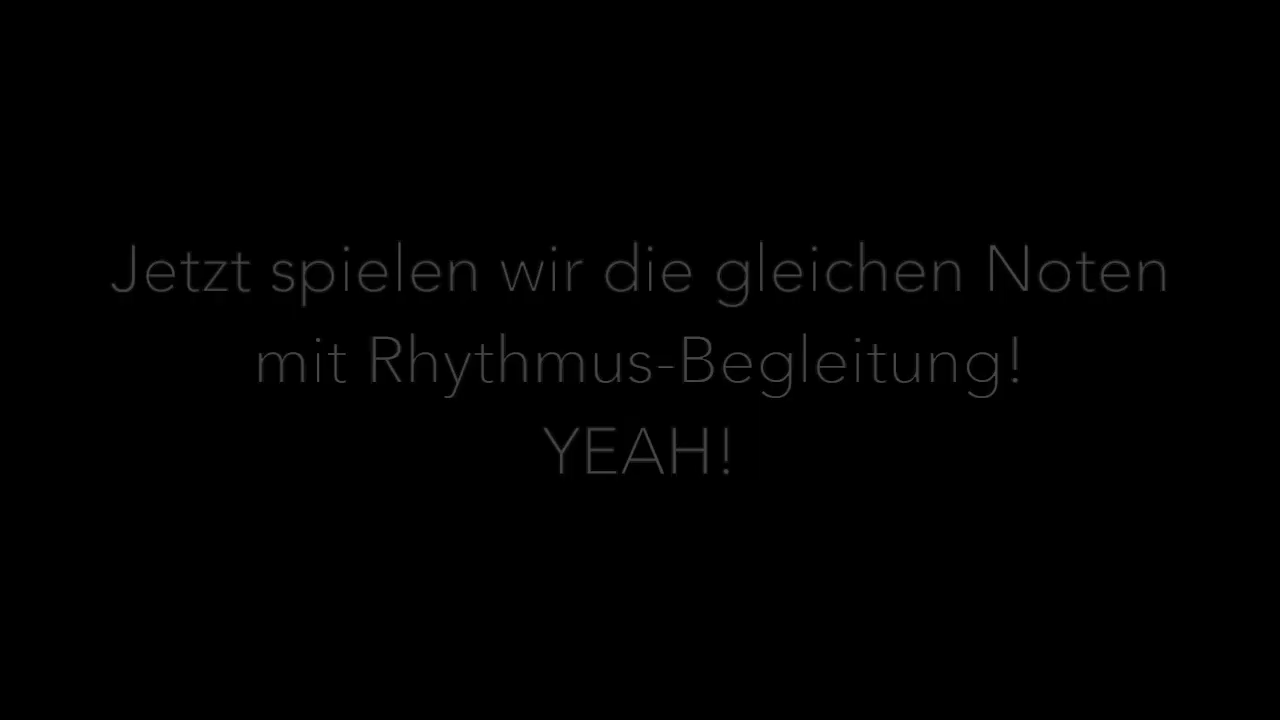 Jetzt spielen wir die gleichen Noten
mit Rhythmus-Begleitung!
YEAH!